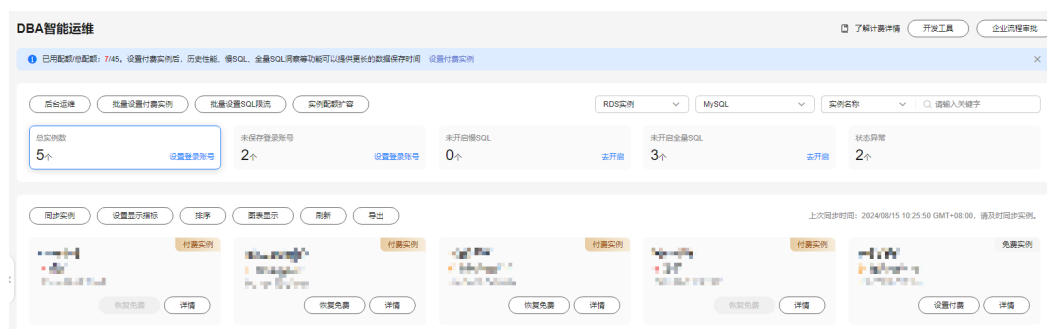 DBA智能运维
了解计费详情 开发工具 企业流程审批
已用配额/总配额：7/45。设置付费实例后，历史性能、慢SQL、全量SQL洞察等功能可以提供更长的数据保存时间 设置付费实例
后台运维 批量设置付费实例 批量设置SQL限流 实例配额扩容 RDS实例 MySQL 实例名称 请输入关键字
总实例数 未保存登录账号 未开启慢SQL 未开启全量SQL 状态异常
5个 设置登录账号 2个 设置登录账号 0个 去开启 3个 去开启 2个
同步实例 设置显示指标 排序 图表显示 刷新 导出 上次同步时间：2024/08/15 10:25:50 GMT+08:00，请及时同步实例。
付费实例 付费实例 付费实例 付费实例 免费实例
恢复免费 详情 恢复免费 详情 恢复免费 详情 恢复免费 详情 设置付费 详情